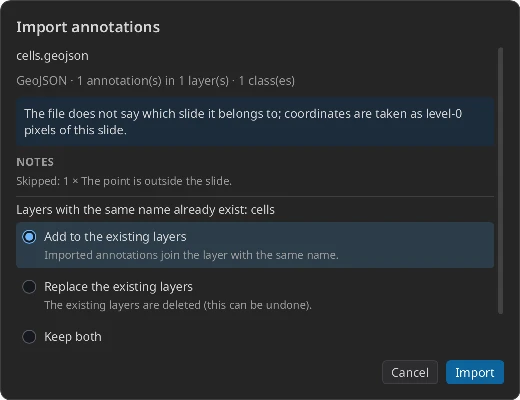 Import annotations
cells.geojson
GeoJSON · 1 annotation(s) in 1 layer(s) · 1 class(es)
The file does not say which slide it belongs to; coordinates are taken as level-0
pixels of this slide.
NOTES
Skipped: 1 × The point is outside the slide.
Layers with the same name already exist: cells
Add to the existing layers
Imported annotations join the layer with the same name.
Replace the existing layers
The existing layers are deleted (this can be undone).
Keep both
Cancel
Import